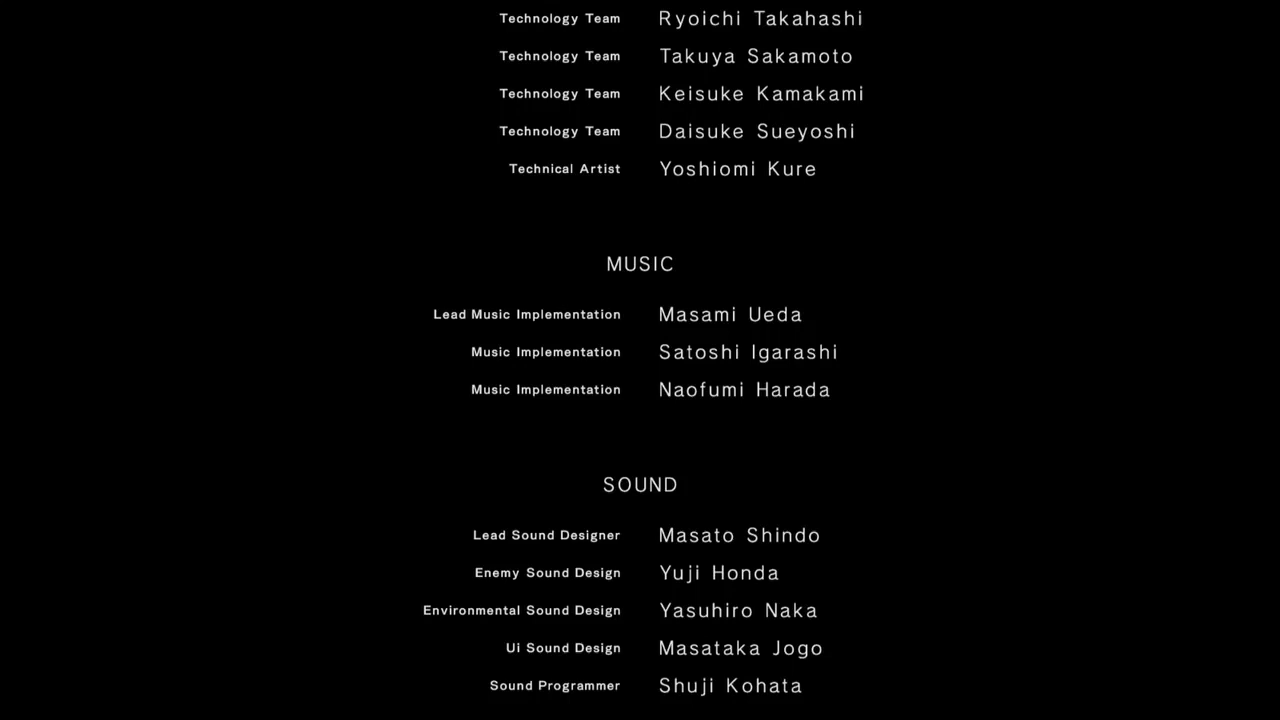 Technology Team Ryoichi Takahashi
Technology Team Takuya Sakamoto
Technology Team Keisuke Kamakami
Technology Team Daisuke Sueyoshi
Technical Artist Yoshiomi Kure
MUSIC
Lead Music Implementation Masami Ueda
Music Implementation Satoshi Igarashi
Music Implementation Naofumi Harada
SOUND
Lead Sound Designer Masato Shindo
Enemy Sound Design Yuji Honda
Environmental Sound Design Yasuhiro Naka
Ui Sound Design Masataka Jogo
Sound Programmer Shuji Kohata